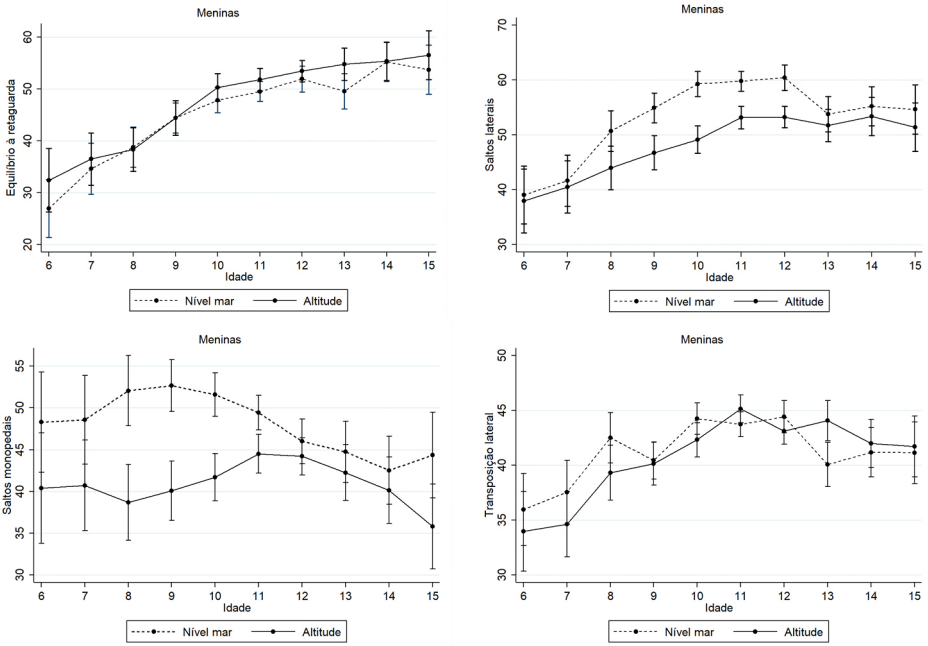 Meninas
Equilíbrio à retaguarda
60
50
40
30
20
6 7 8 9 10 11 12 13 14 15
Idade
Nível mar Altitude
Meninas
Saltos laterais
70
60
50
40
30
6 7 8 9 10 11 12 13 14 15
Idade
Nível mar Altitude
Meninas
Saltos monopedais
55
50
45
40
35
30
6 7 8 9 10 11 12 13 14 15
Idade
Nível mar Altitude
Meninas
Transposição lateral
50
45
40
35
30
6 7 8 9 10 11 12 13 14 15
Idade
Nível mar Altitude